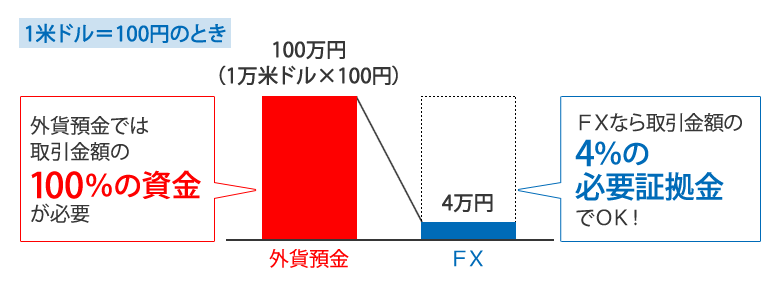 1米ドル＝100円のとき
100万円
（1万米ドル×100円）
外貨預金では
取引金額の
100%の資金
が必要
4万円
ＦＸなら取引金額の
4%の
必要証拠金
でOK！
外貨預金
ＦＸ